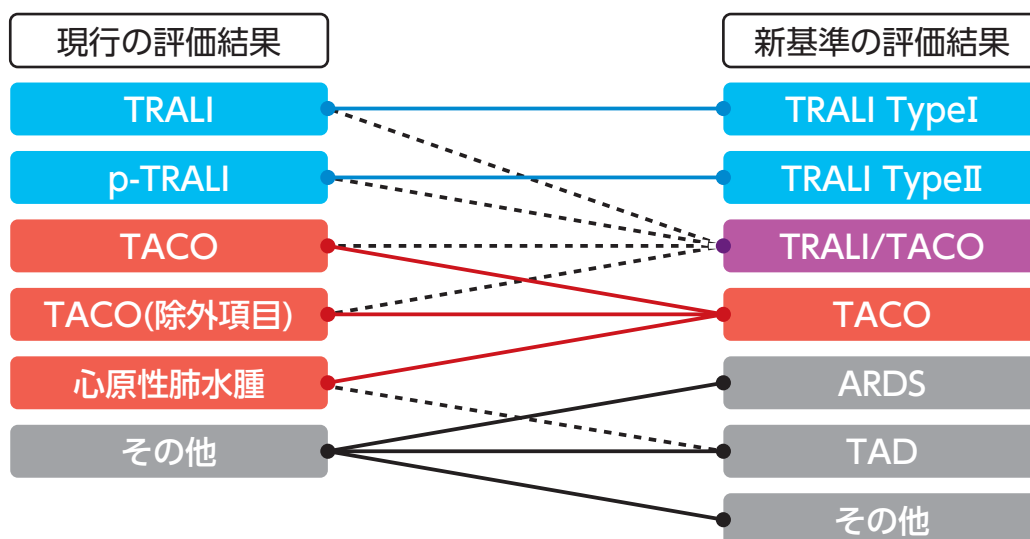 現行の評価結果
新基準の評価結果
TRALI
TRALI TypeⅠ
p-TRALI
TRALI TypeⅡ
TACO
TRALI/TACO
TACO(除外項目)
TACO
心原性肺水腫
ARDS
その他
TAD
その他